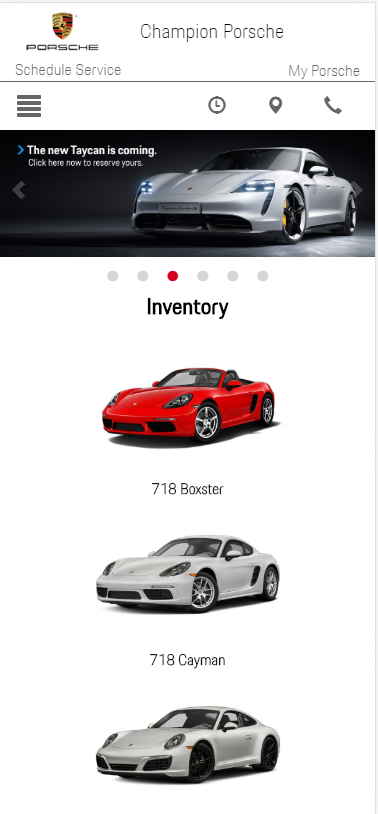 PORSCHE
Champion Porsche
Schedule Service
My Porsche
The new Taycan is coming.
Click here now to reserve yours.
Inventory
718 Boxster
718 Cayman